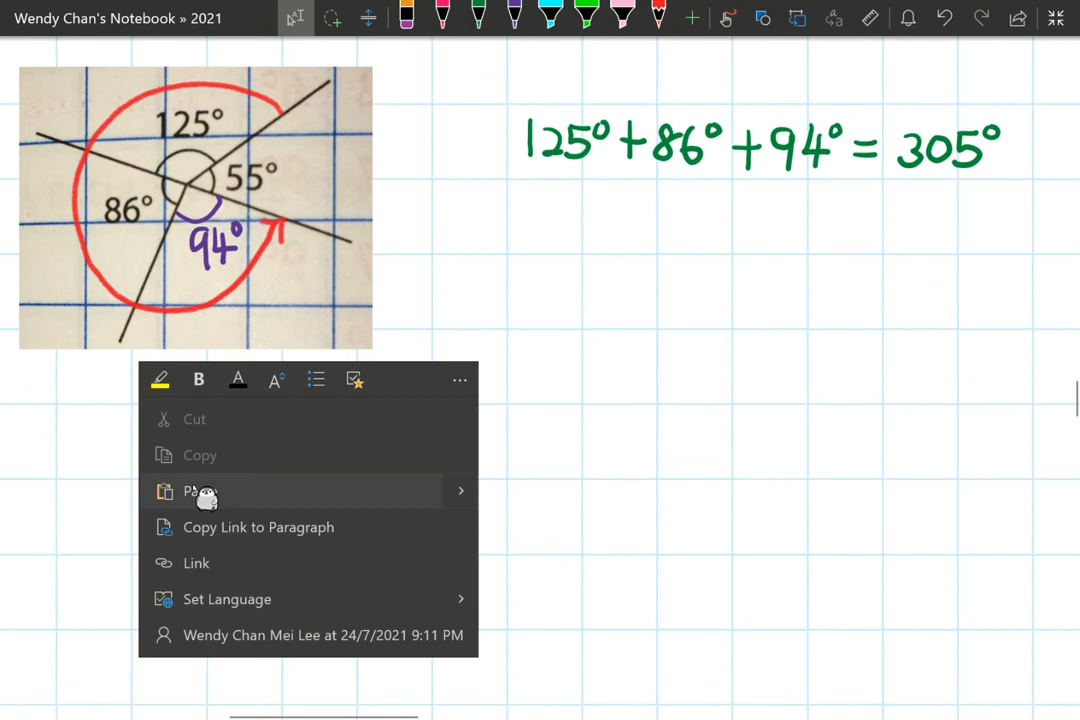 Wendy Chan's Notebook » 2021
125°
55°
86°
94°
125° + 86° + 94° = 305°
Cut
Copy
Copy Link to Paragraph
Link
Set Language
Wendy Chan Mei Lee at 24/7/2021 9:11 PM